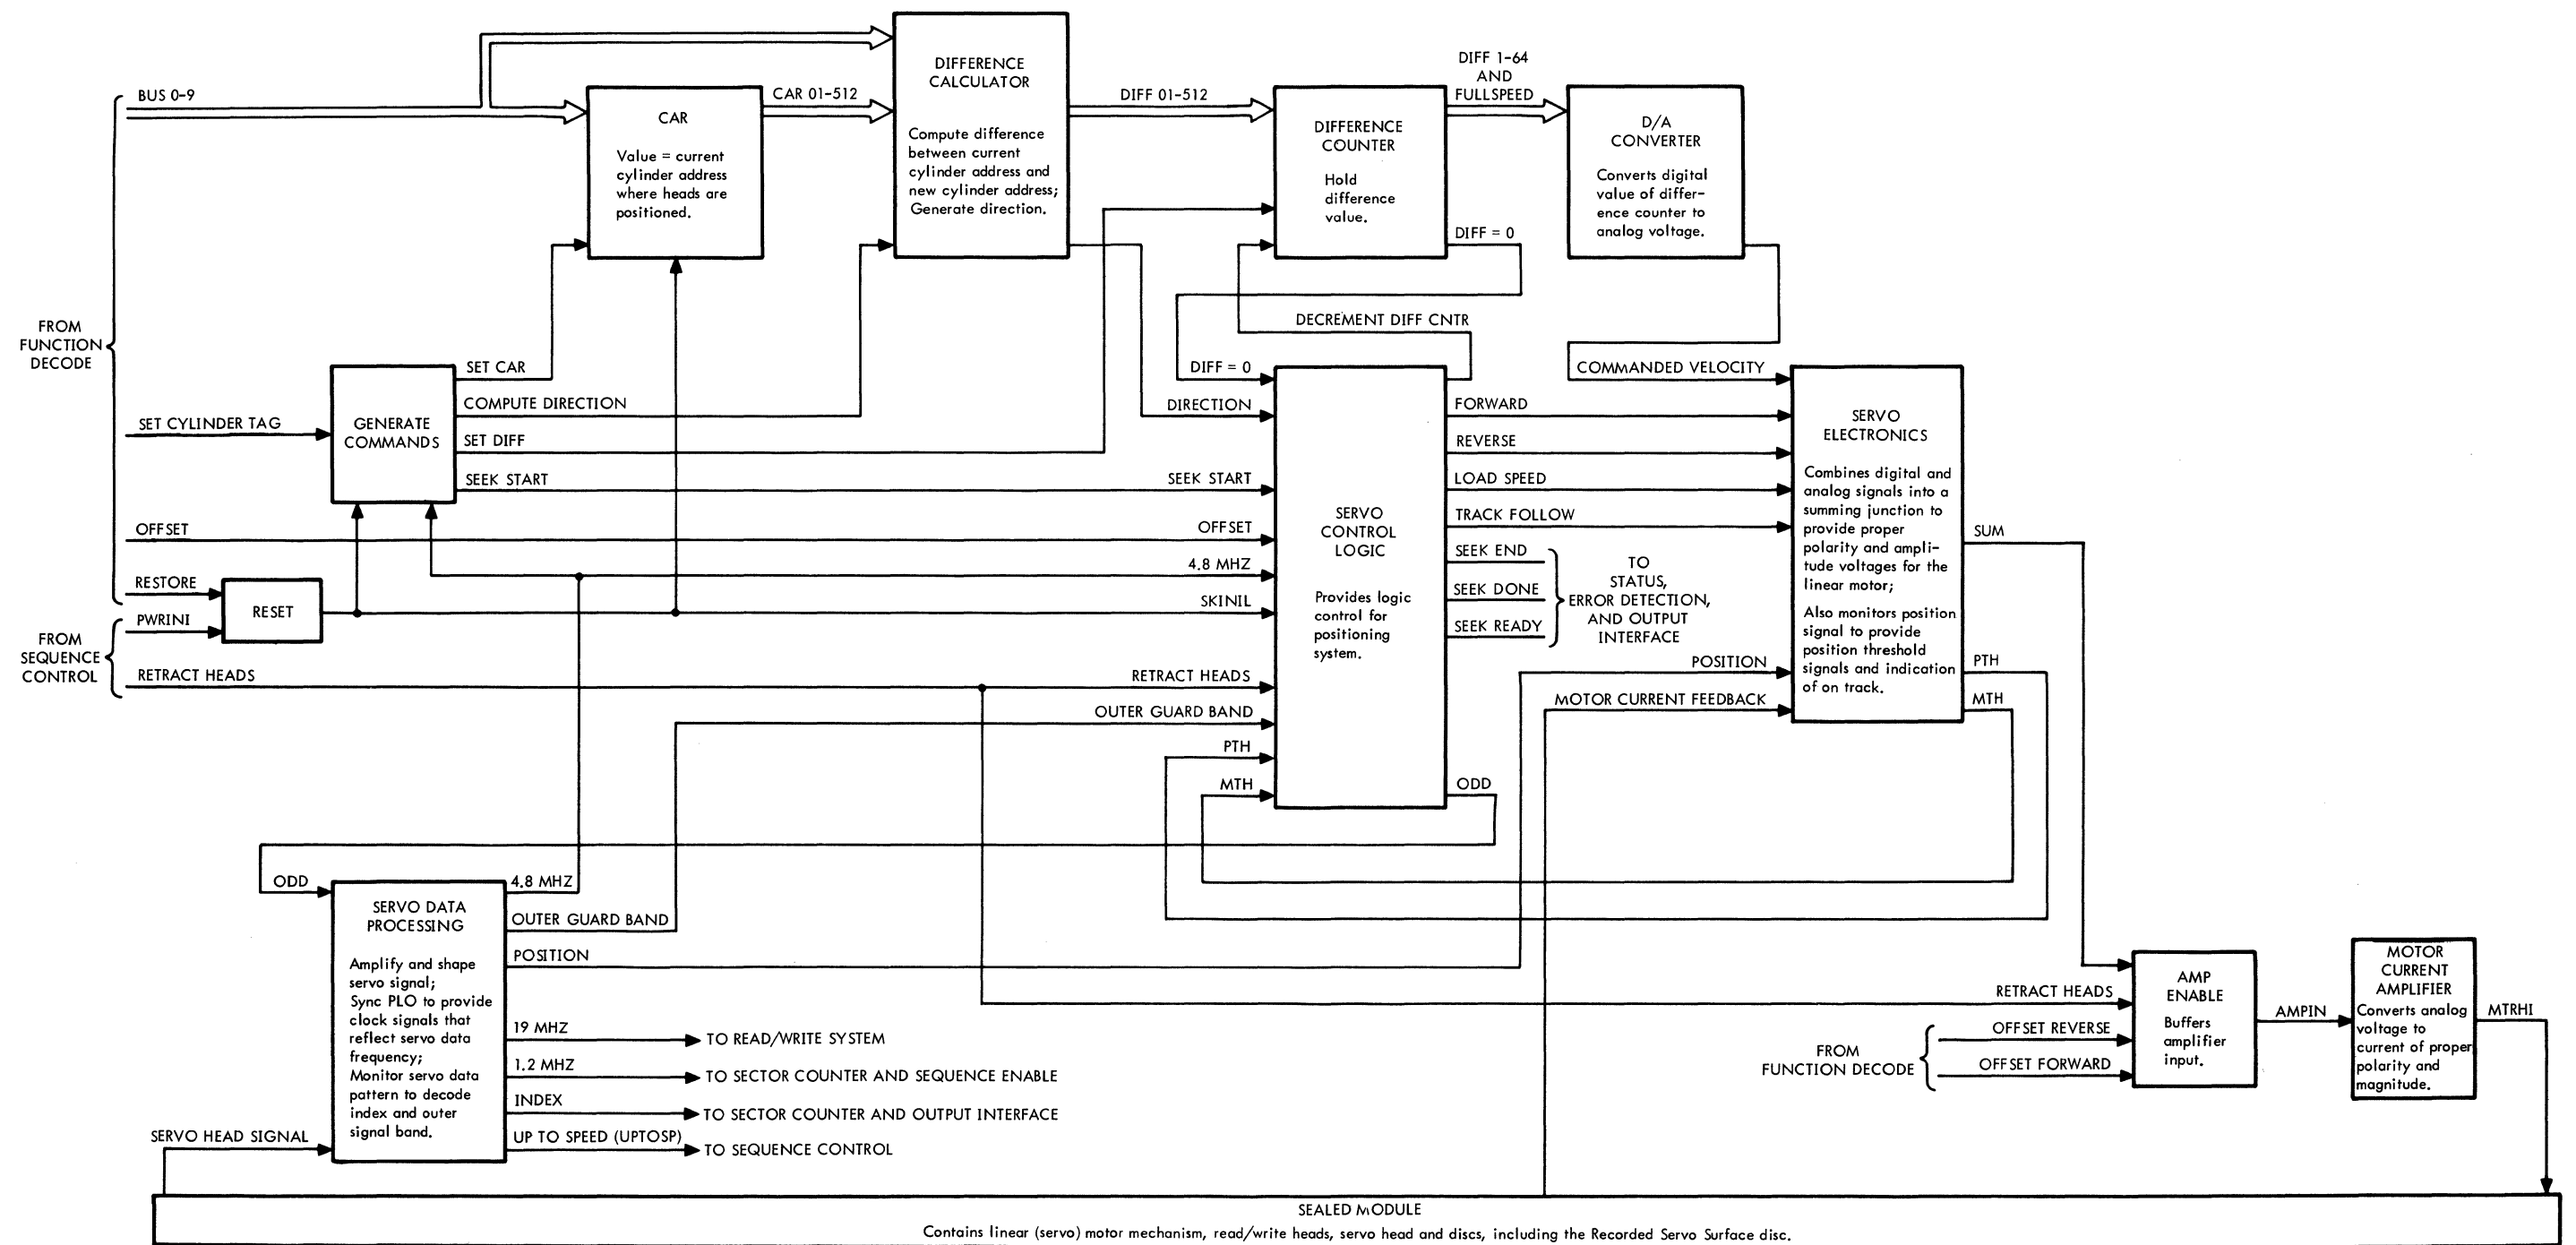 BUS 0-9
CAR
Value = current
cylinder address
where heads are
positioned.
CAR 01-512
DIFFERENCE
CALCULATOR
Compute difference
between current
cylinder address and
new cylinder address;
Generate direction.
DIFF 01-512
DIFFERENCE
COUNTER
Hold
difference
value.
DIFF 1-64
AND
FULLSPEED
DIFF = 0
D/A
CONVERTER
Converts digital
value of differ-
ence counter to
analog voltage.
DECREMENT DIFF CNTR
FROM
FUNCTION
DECODE
SET CYLINDER TAG
GENERATE
COMMANDS
SET CAR
COMPUTE DIRECTION
SET DIFF
SEEK START
OFFSET
RESTORE
PWRINI
RESET
FROM
SEQUENCE
CONTROL
RETRACT HEADS
DIFF = 0
DIRECTION
SEEK START
OFFSET
4.8 MHZ
SKINIL
RETRACT HEADS
OUTER GUARD BAND
PTH
MTH
SERVO
CONTROL
LOGIC
Provides logic
control for
positioning
system.
FORWARD
REVERSE
LOAD SPEED
TRACK FOLLOW
SEEK END
SEEK DONE
SEEK READY
TO
STATUS,
ERROR DETECTION,
AND OUTPUT
INTERFACE
ODD
COMMANDED VELOCITY
POSITION
MOTOR CURRENT FEEDBACK
SERVO
ELECTRONICS
Combines digital and
analog signals into a
summing junction to
provide proper
polarity and ampli-
tude voltages for the
linear motor;
Also monitors position
signal to provide
position threshold
signals and indication
of on track.
SUM
PTH
MTH
ODD
SERVO DATA
PROCESSING
Amplify and shape
servo signal;
Sync PLO to provide
clock signals that
reflect servo data
frequency;
Monitor servo data
pattern to decode
index and outer
signal band.
4.8 MHZ
OUTER GUARD BAND
POSITION
19 MHZ
TO READ/WRITE SYSTEM
1.2 MHZ
TO SECTOR COUNTER AND SEQUENCE ENABLE
INDEX
TO SECTOR COUNTER AND OUTPUT INTERFACE
UP TO SPEED (UPTOSP)
TO SEQUENCE CONTROL
SERVO HEAD SIGNAL
RETRACT HEADS
OFFSET REVERSE
OFFSET FORWARD
FROM
FUNCTION DECODE
AMP
ENABLE
Buffers
amplifier
input.
AMPIN
MOTOR
CURRENT
AMPLIFIER
Converts analog
voltage to
current of proper
polarity and
magnitude.
MTRHI
SEALED MODULE
Contains linear (servo) motor mechanism, read/write heads, servo head and discs, including the Recorded Servo Surface disc.